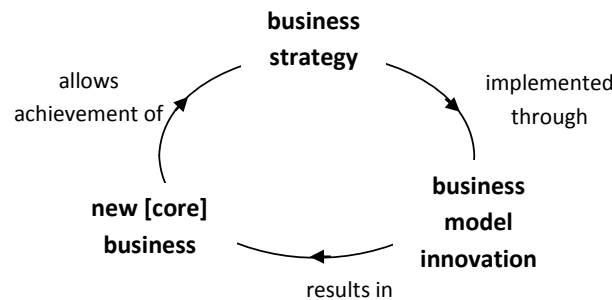 business
strategy
implemented
through
business
model
innovation
results in
new [core]
business
allows
achievement of